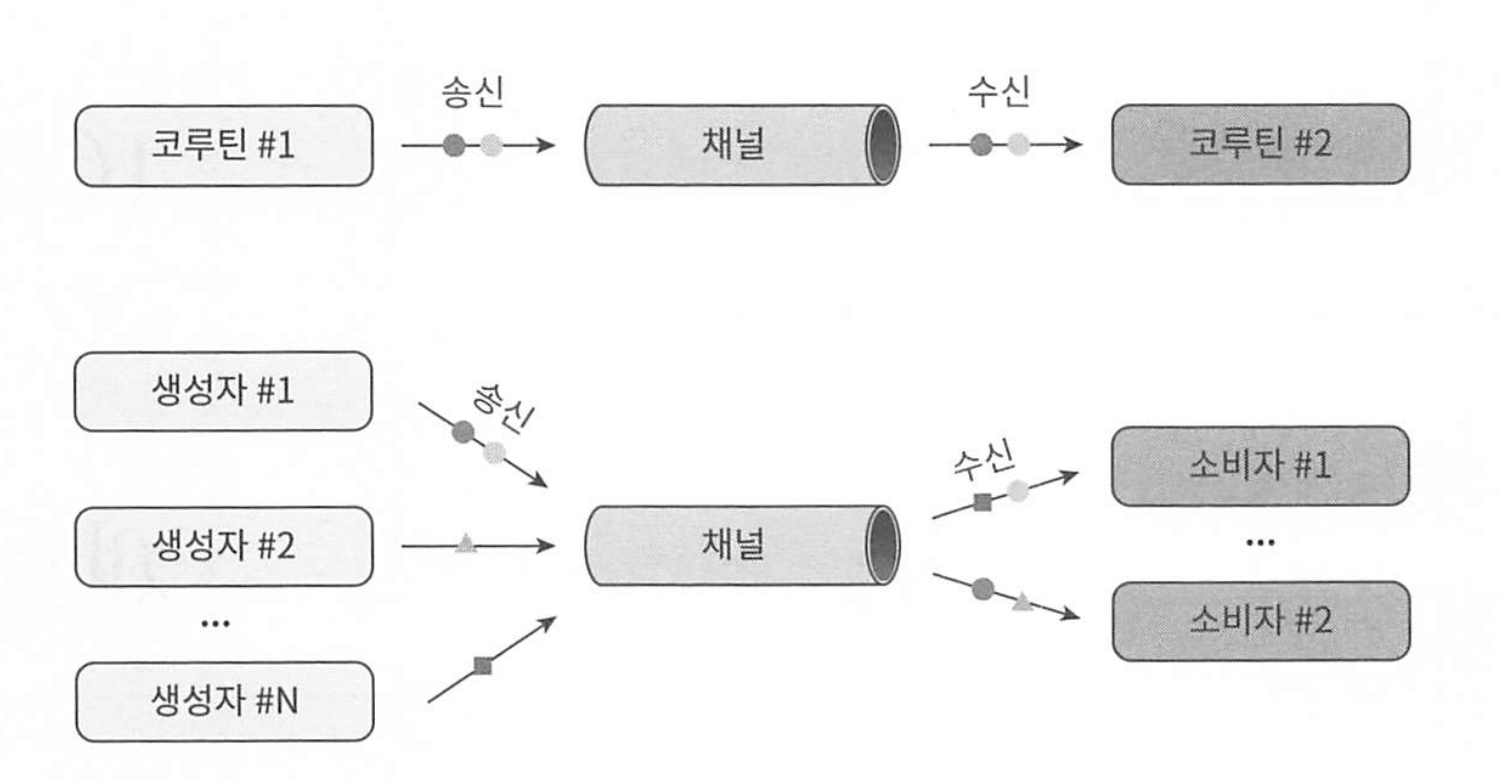 송신
수신
코루틴 #1
채널
코루틴 #2
생성자 #1
송신
생성자 #2
...
생성자 #N
채널
수신
소비자 #1
...
소비자 #2